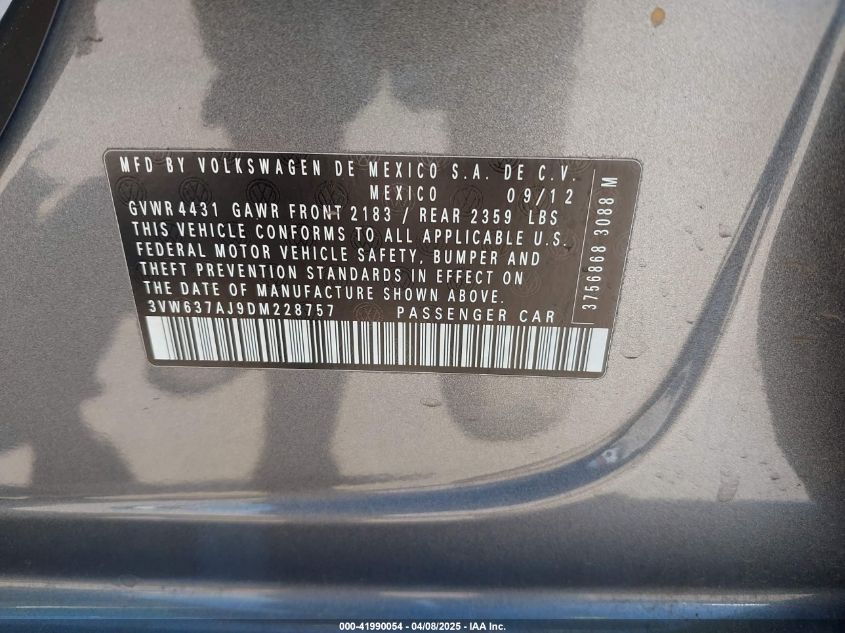 MFD BY VOLKSWAGEN DE MEXICO S.A. DE C.V.
MEXICO 09/12
GVWR 4431 GAWR FRONT 2183 / REAR 2359 LBS
THIS VEHICLE CONFORMS TO ALL APPLICABLE U.S.
FEDERAL MOTOR VEHICLE SAFETY, BUMPER AND
THEFT PREVENTION STANDARDS IN EFFECT ON
THE DATE OF MANUFACTURE SHOWN ABOVE.
3VW637AJ9DM228757 PASSENGER CAR
3756868 3088 M
000-41990054 - 04/08/2025 - IAA Inc.